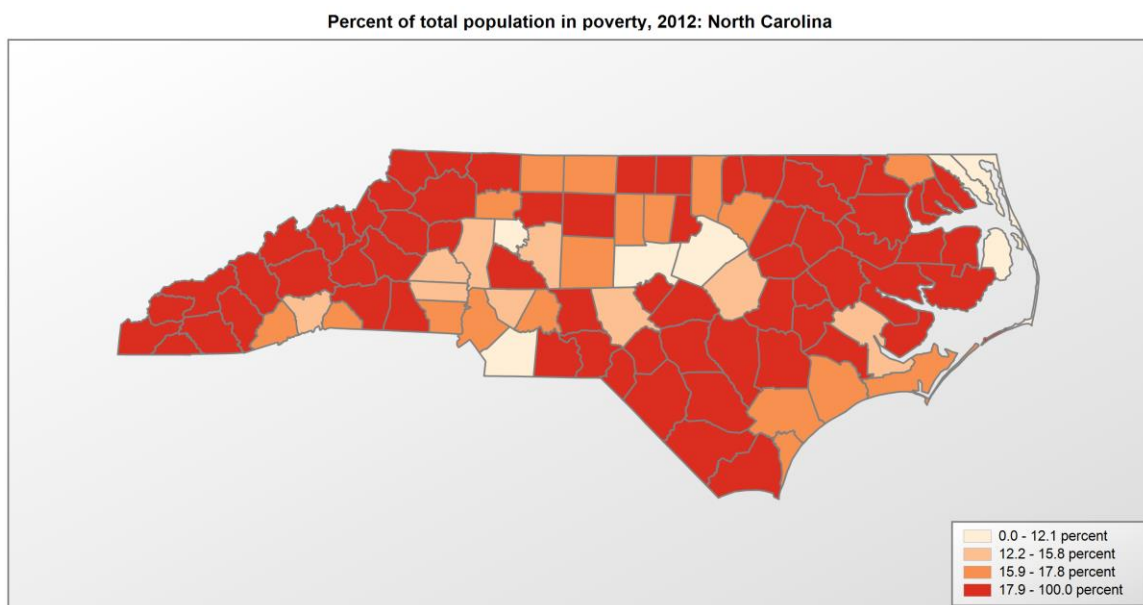 Percent of total population in poverty, 2012: North Carolina
0.0 - 12.1 percent
12.2 - 15.8 percent
15.9 - 17.8 percent
17.9 - 100.0 percent